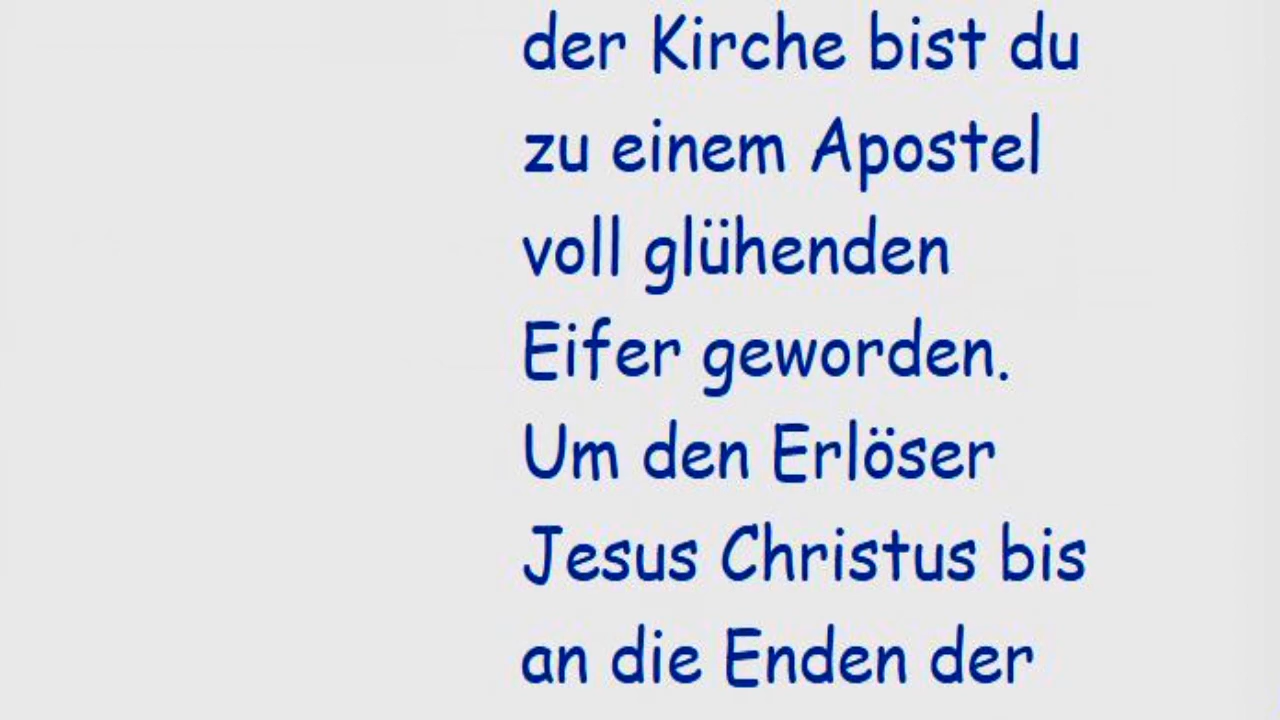 der Kirche bist du
zu einem Apostel
voll glühenden
Eifer geworden.
Um den Erlöser
Jesus Christus bis
an die Enden der